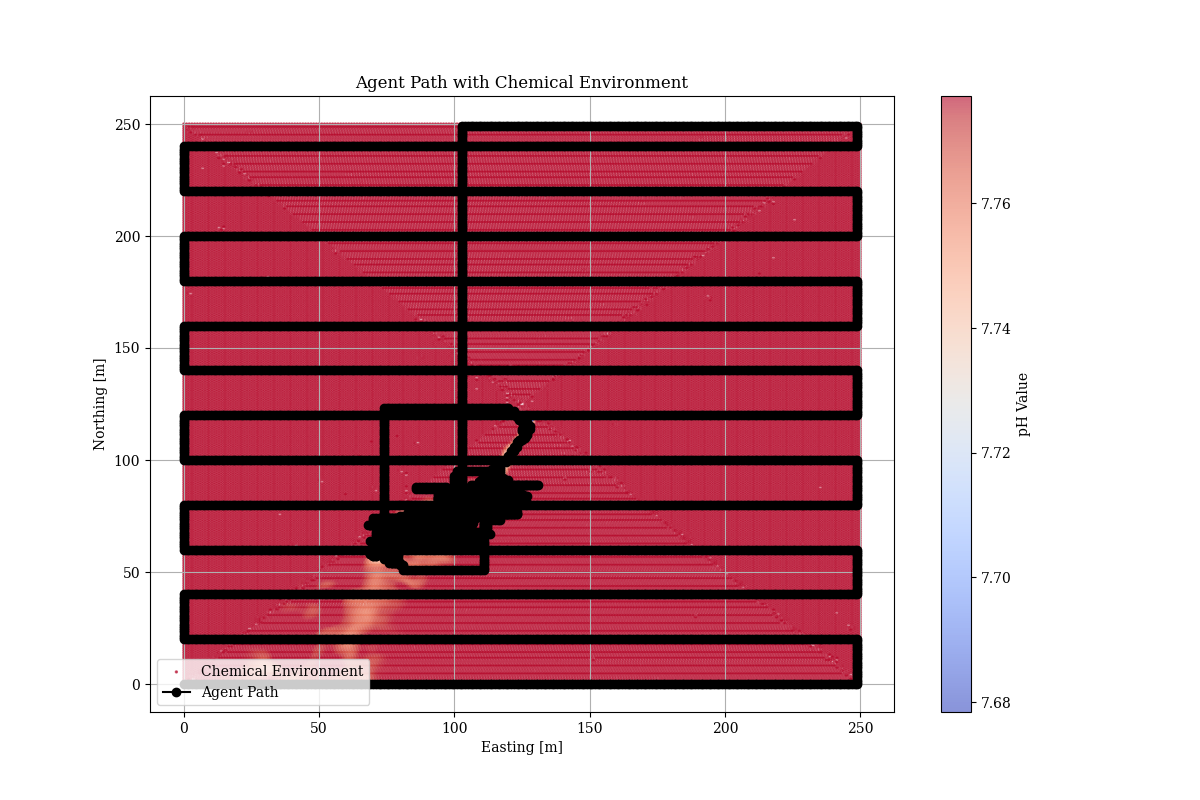 Agent Path with Chemical Environment
250
200
150
100
50
0
Northing [m]
0
50
100
150
200
250
Easting [m]
Chemical Environment
Agent Path
7.76
7.74
7.72
7.70
7.68
pH Value